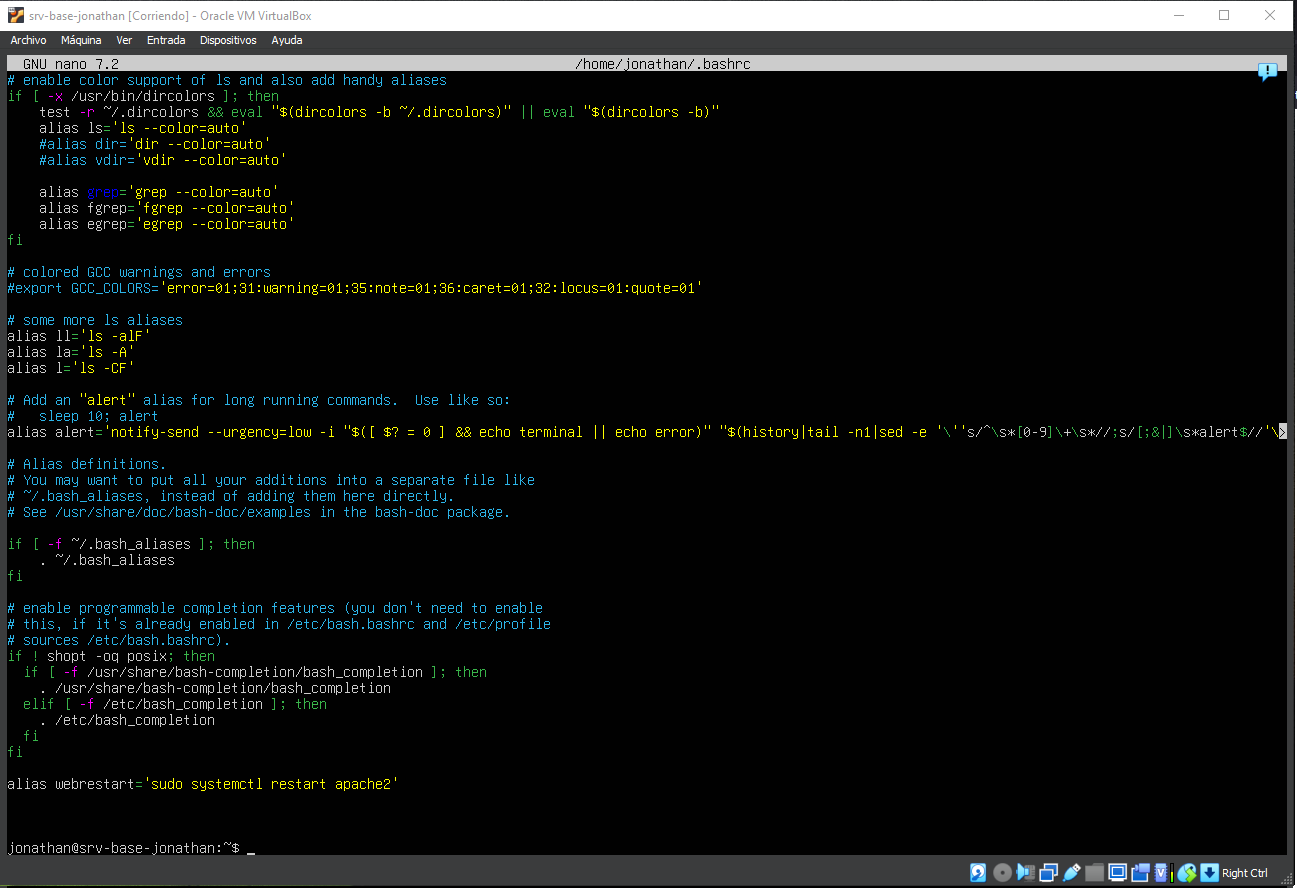 srv-base-jonathan [Corriendo] - Oracle VM VirtualBox
Archivo Máquina Ver Entrada Dispositivos Ayuda
GNU nano 7.2 /home/jonathan/.bashrc
# enable color support of ls and also add handy aliases
if [ -x /usr/bin/dircolors ]; then
    test -r ~/.dircolors && eval "$(dircolors -b ~/.dircolors)" || eval "$(dircolors -b)"
    alias ls='ls --color=auto'
    #alias dir='dir --color=auto'
    #alias vdir='vdir --color=auto'

    alias grep='grep --color=auto'
    alias fgrep='fgrep --color=auto'
    alias egrep='egrep --color=auto'
fi

# colored GCC warnings and errors
#export GCC_COLORS='error=01;31:warning=01;35:note=01;36:caret=01;32:locus=01:quote=01'

# some more ls aliases
alias ll='ls -alF'
alias la='ls -A'
alias l='ls -CF'

# Add an "alert" alias for long running commands.  Use like so:
#   sleep 10; alert
alias alert='notify-send --urgency=low -i "$([ $? = 0 ] && echo terminal || echo error)" "$(history|tail -n1|sed -e '\''s/^\s*[0-9]\+\s*//;s/[;&|]\s*alert$//'\>

# Alias definitions.
# You may want to put all your additions into a separate file like
# ~/.bash_aliases, instead of adding them here directly.
# See /usr/share/doc/bash-doc/examples in the bash-doc package.

if [ -f ~/.bash_aliases ]; then
    . ~/.bash_aliases
fi

# enable programmable completion features (you don't need to enable
# this, if it's already enabled in /etc/bash.bashrc and /etc/profile
# sources /etc/bash.bashrc).
if ! shopt -oq posix; then
  if [ -f /usr/share/bash-completion/bash_completion ]; then
    . /usr/share/bash-completion/bash_completion
  elif [ -f /etc/bash_completion ]; then
    . /etc/bash_completion
  fi
fi

alias webrestart='sudo systemctl restart apache2'

jonathan@srv-base-jonathan:~$ _
Right Ctrl